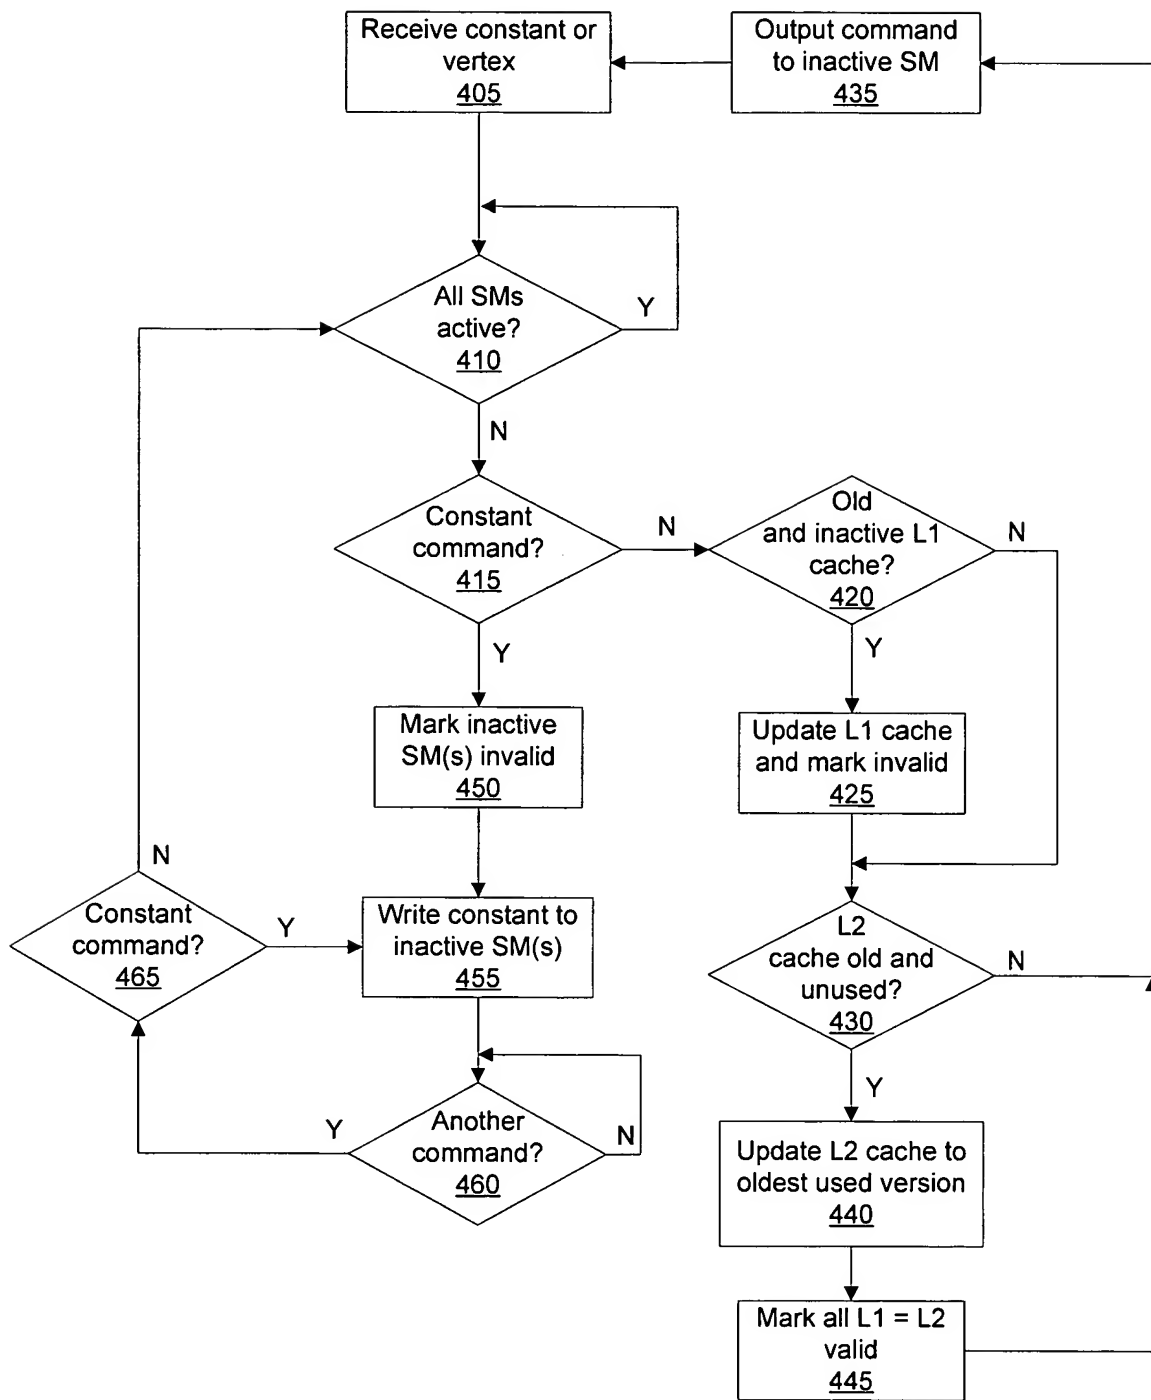 Receive constant or
vertex
405
Output command
to inactive SM
435
All SMs
active?
410
Y
N
Constant
command?
415
N
Y
Old
and inactive L1
cache?
420
N
Y
Mark inactive
SM(s) invalid
450
Update L1 cache
and mark invalid
425
N
Constant
command?
465
Y
Write constant to
inactive SM(s)
455
L2
cache old and
unused?
430
N
Y
Another
command?
460
Y
N
Update L2 cache to
oldest used version
440
Mark all L1 = L2
valid
445